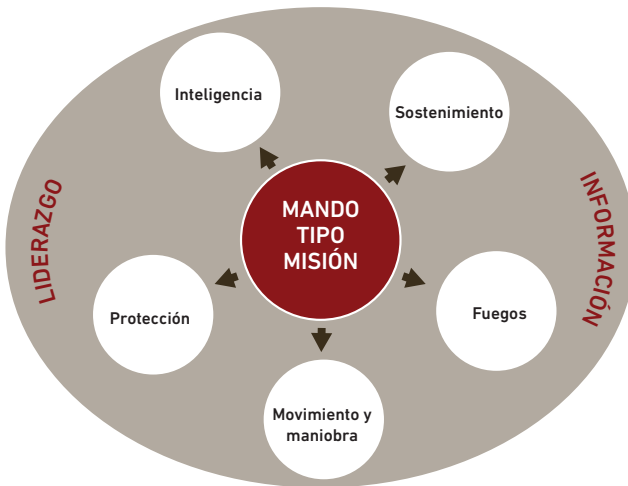 Inteligencia
Sostenimiento
LIDERAZGO
MANDO
TIPO
MISIÓN
INFORMACIÓN
Protección
Fuegos
Movimiento y
maniobra